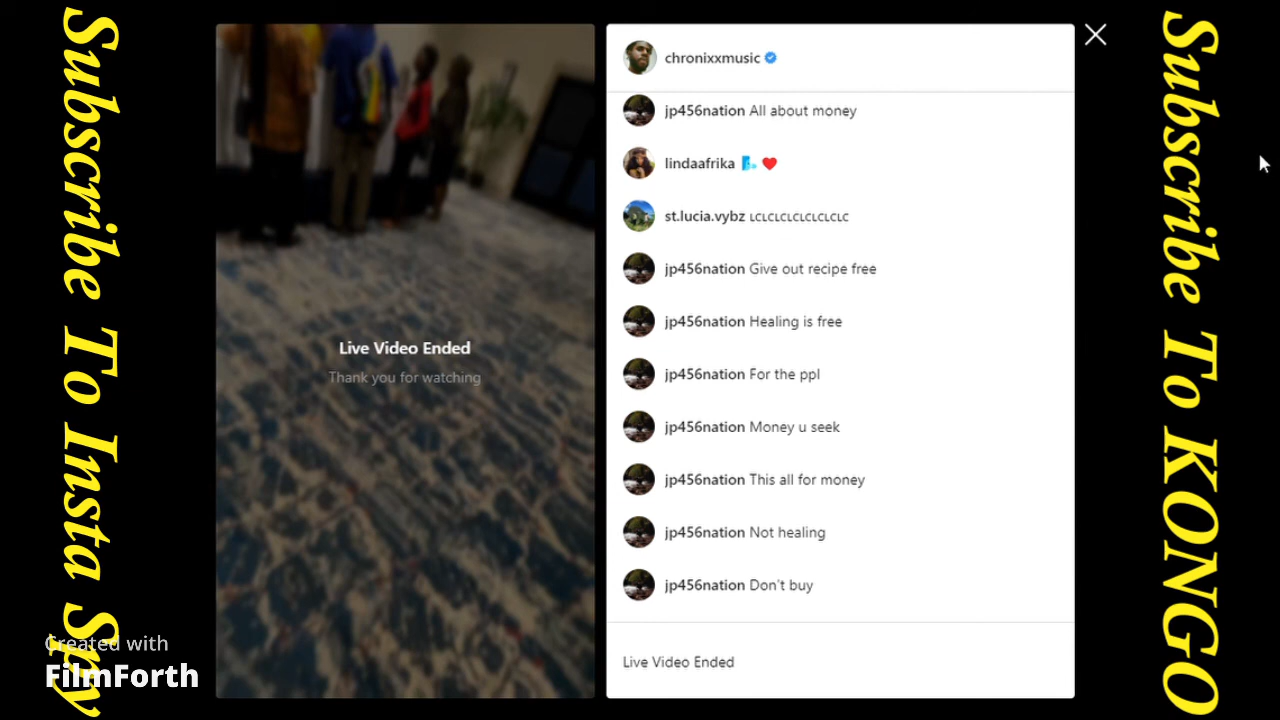 Subscribe To Insta Spy
Live Video Ended
Thank you for watching
chronixxmusic
jp456nation All about money
lindaafrika
st.lucia.vybz ʟᴄʟᴄʟᴄʟᴄʟᴄʟᴄʟᴄ
jp456nation Give out recipe free
jp456nation Healing is free
jp456nation For the ppl
jp456nation Money u seek
jp456nation This all for money
jp456nation Not healing
jp456nation Don't buy
Live Video Ended
Subscribe To KONGO
Created with
FilmForth